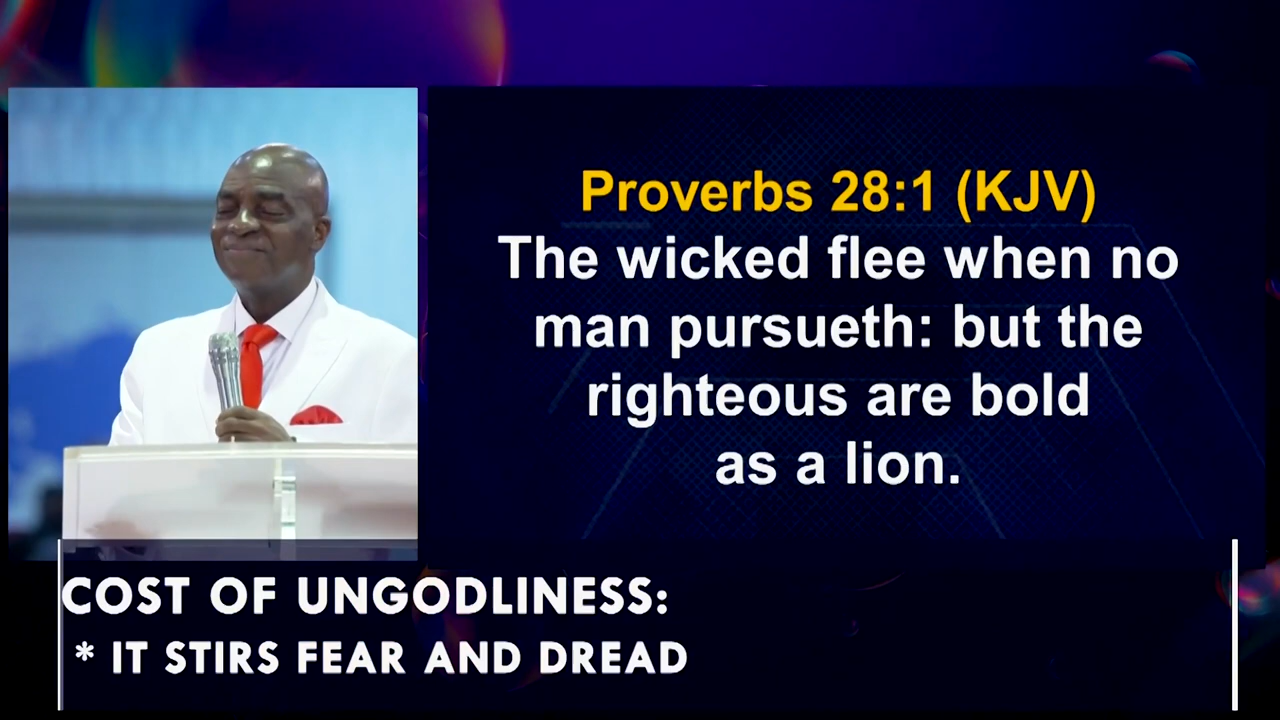 Proverbs 28:1 (KJV)
The wicked flee when no
man pursueth: but the
righteous are bold
as a lion.
COST OF UNGODLINESS:
* IT STIRS FEAR AND DREAD